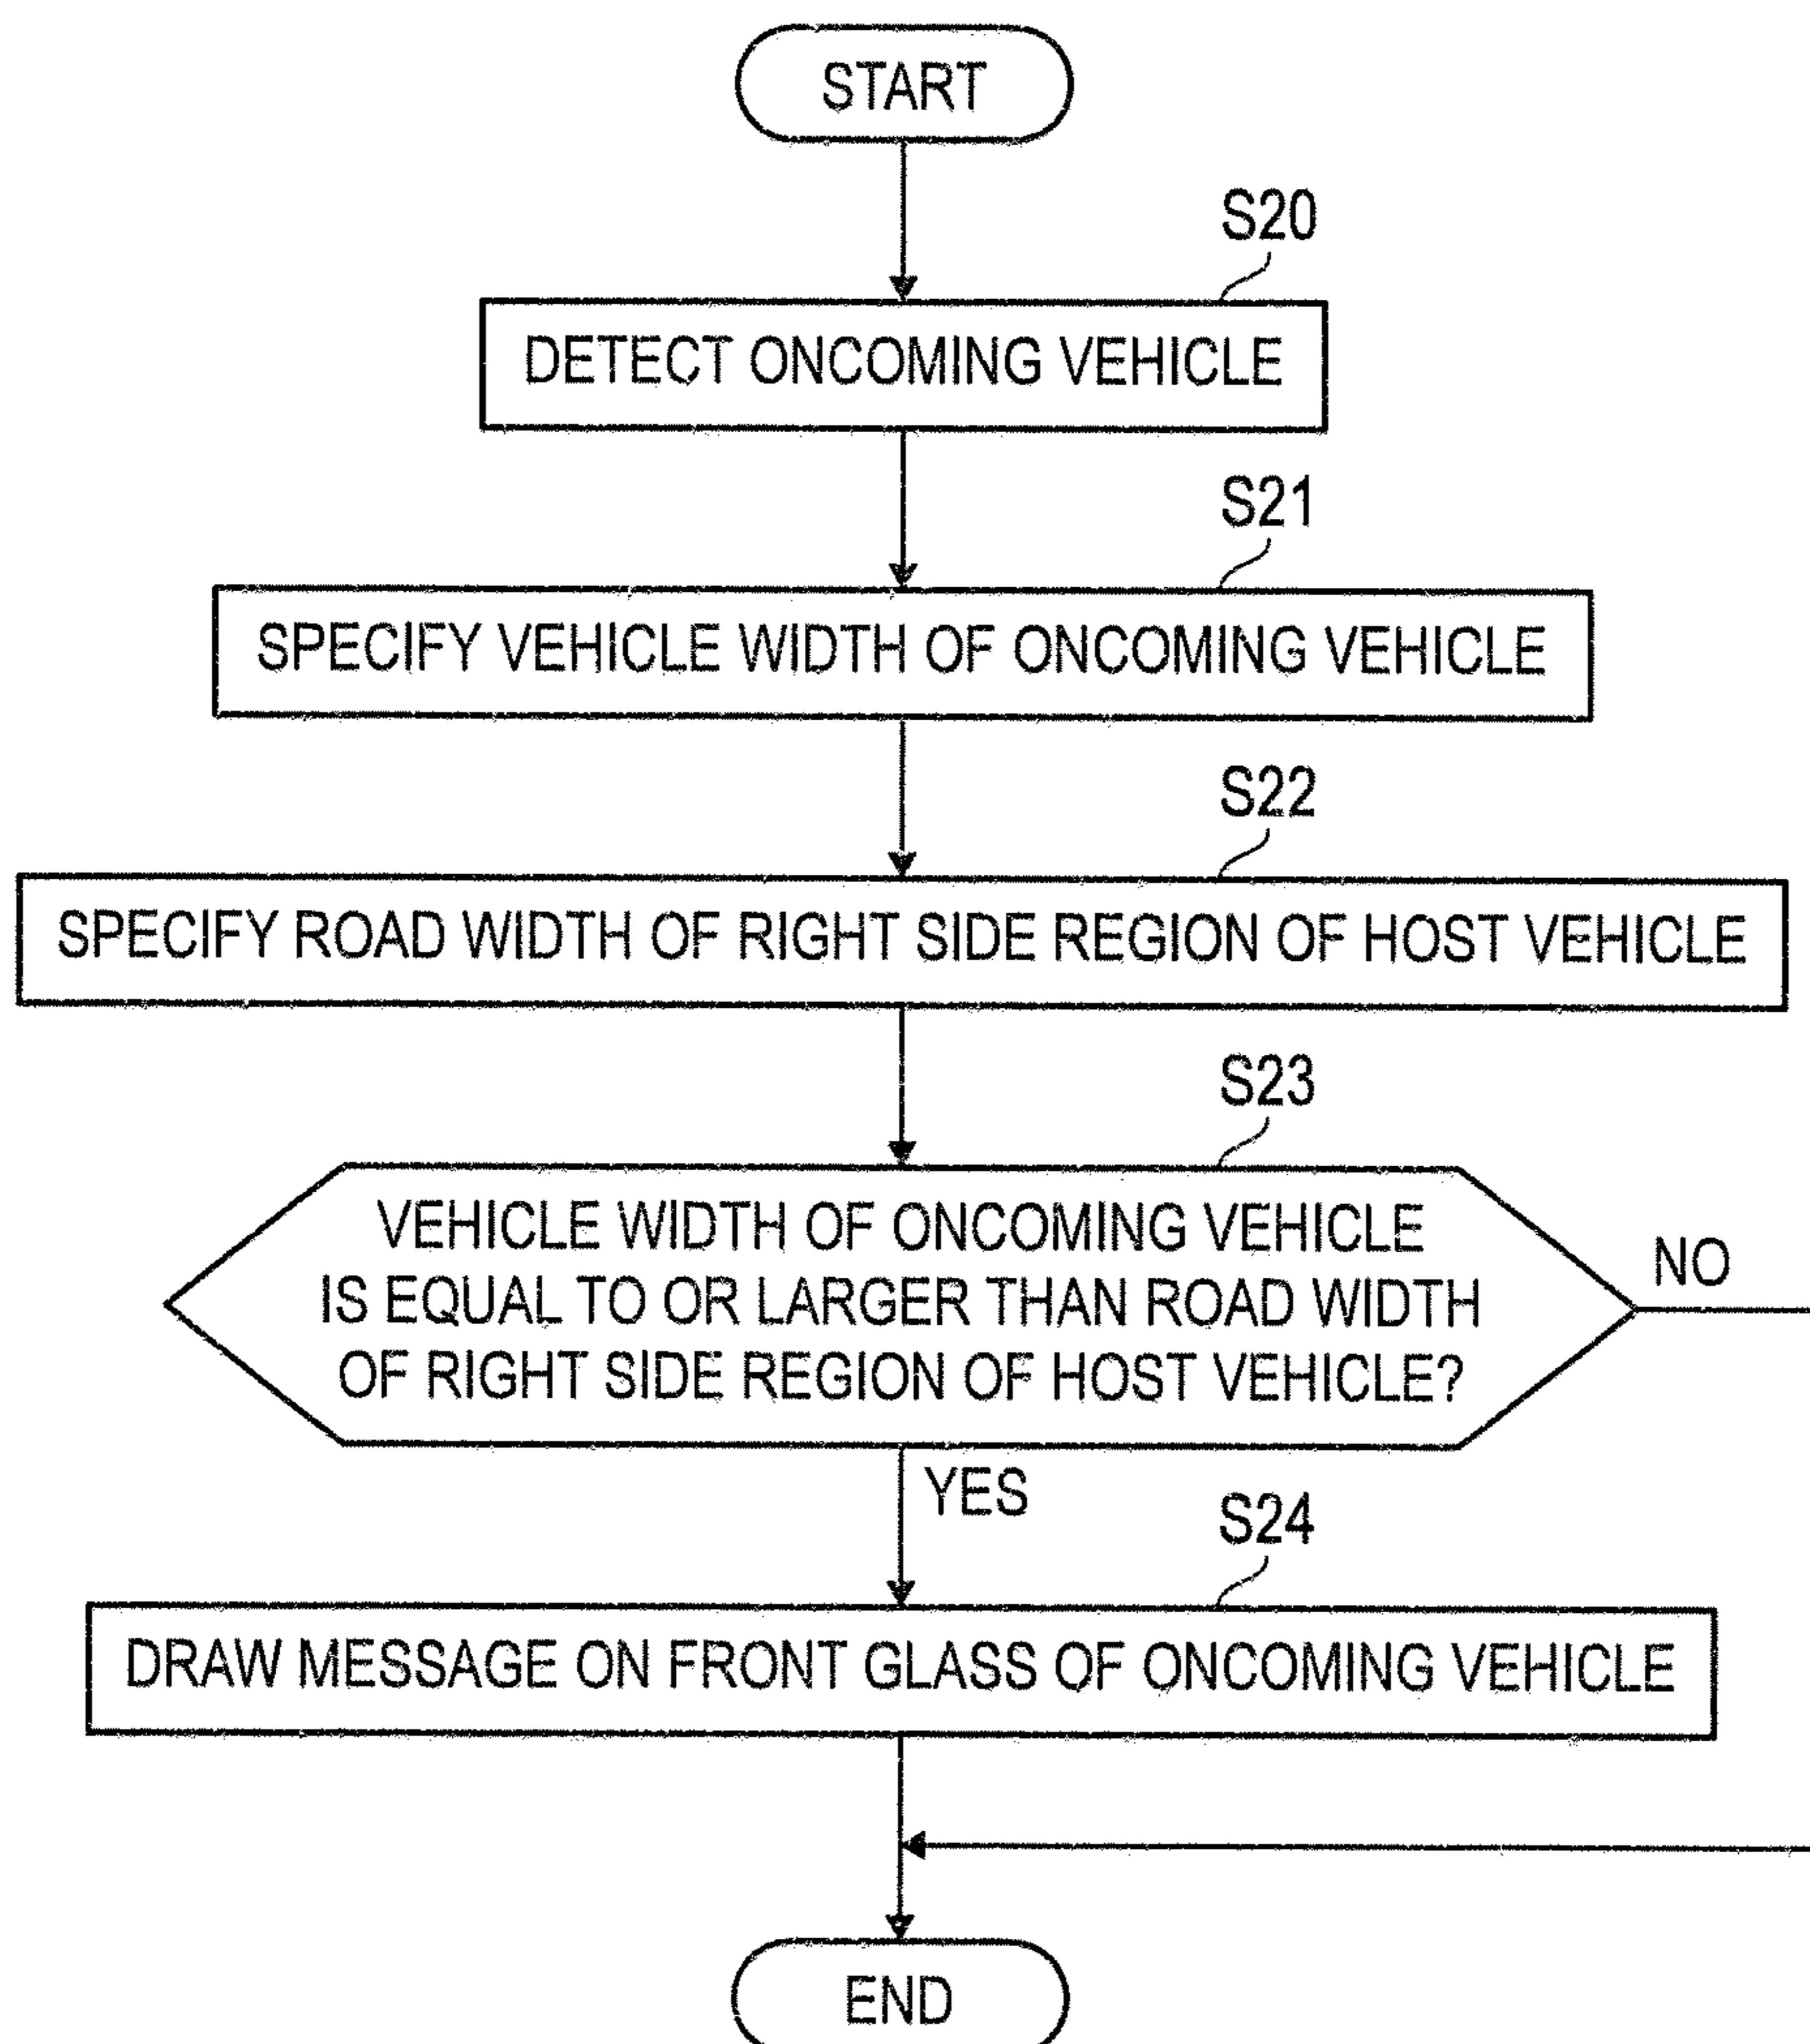 START
S20
DETECT ONCOMING VEHICLE
S21
SPECIFY VEHICLE WIDTH OF ONCOMING VEHICLE
S22
SPECIFY ROAD WIDTH OF RIGHT SIDE REGION OF HOST VEHICLE
S23
VEHICLE WIDTH OF ONCOMING VEHICLE
IS EQUAL TO OR LARGER THAN ROAD WIDTH
OF RIGHT SIDE REGION OF HOST VEHICLE?
NO
YES
S24
DRAW MESSAGE ON FRONT GLASS OF ONCOMING VEHICLE
END